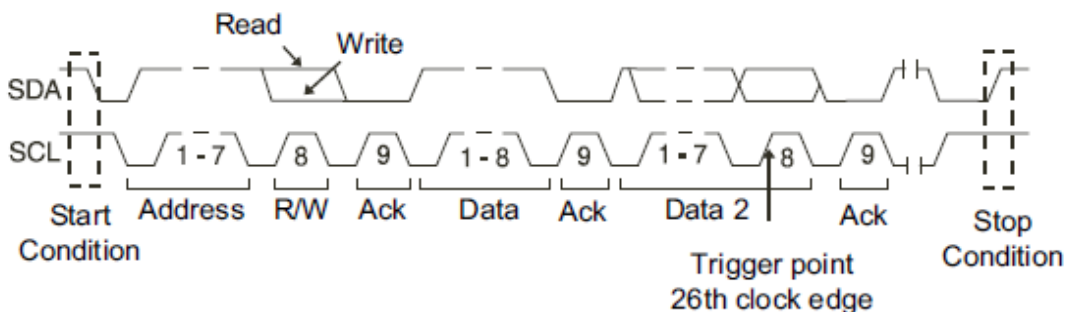 Read
Write
SDA
SCL
1 - 7
8
9
1 - 8
9
1 - 7
8
9
Start
Condition
Address
R/W
Ack
Data
Ack
Data 2
Ack
Stop
Condition
Trigger point
26th clock edge